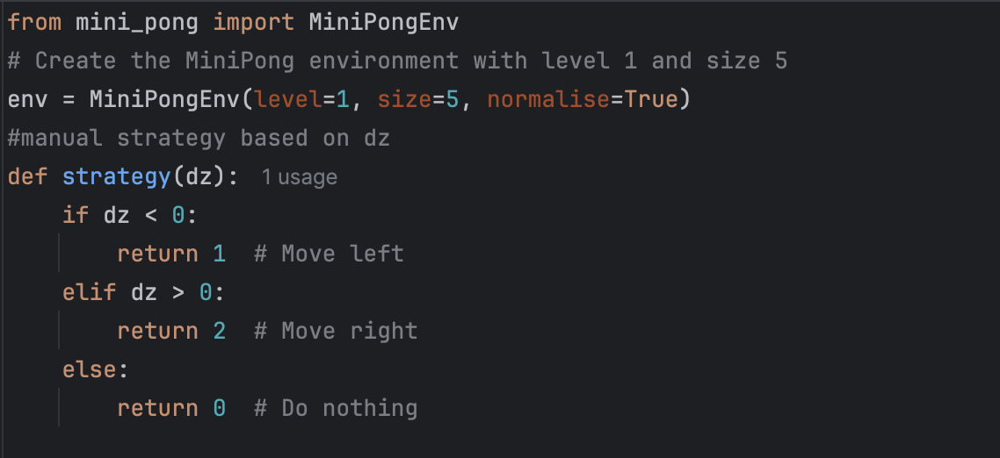 from mini_pong import MiniPongEnv
# Create the MiniPong environment with level 1 and size 5
env = MiniPongEnv(level=1, size=5, normalise=True)
#manual strategy based on dz
def strategy(dz):  1 usage
    if dz < 0:
        return 1  # Move left
    elif dz > 0:
        return 2  # Move right
    else:
        return 0  # Do nothing